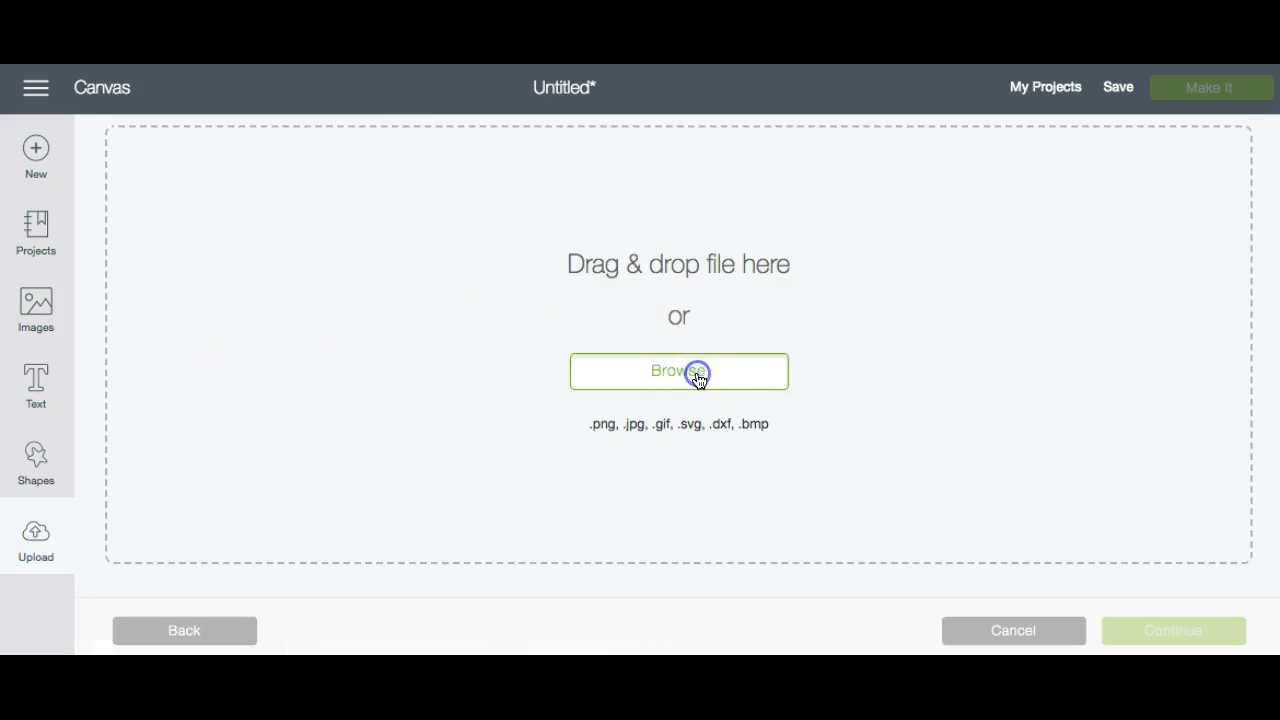 Canvas
Untitled*
My Projects
Save
Make It
New
Projects
Images
Text
Shapes
Upload
Drag & drop file here
or
Browse
.png, .jpg, .gif, .svg, .dxf, .bmp
Back
Cancel
Continue